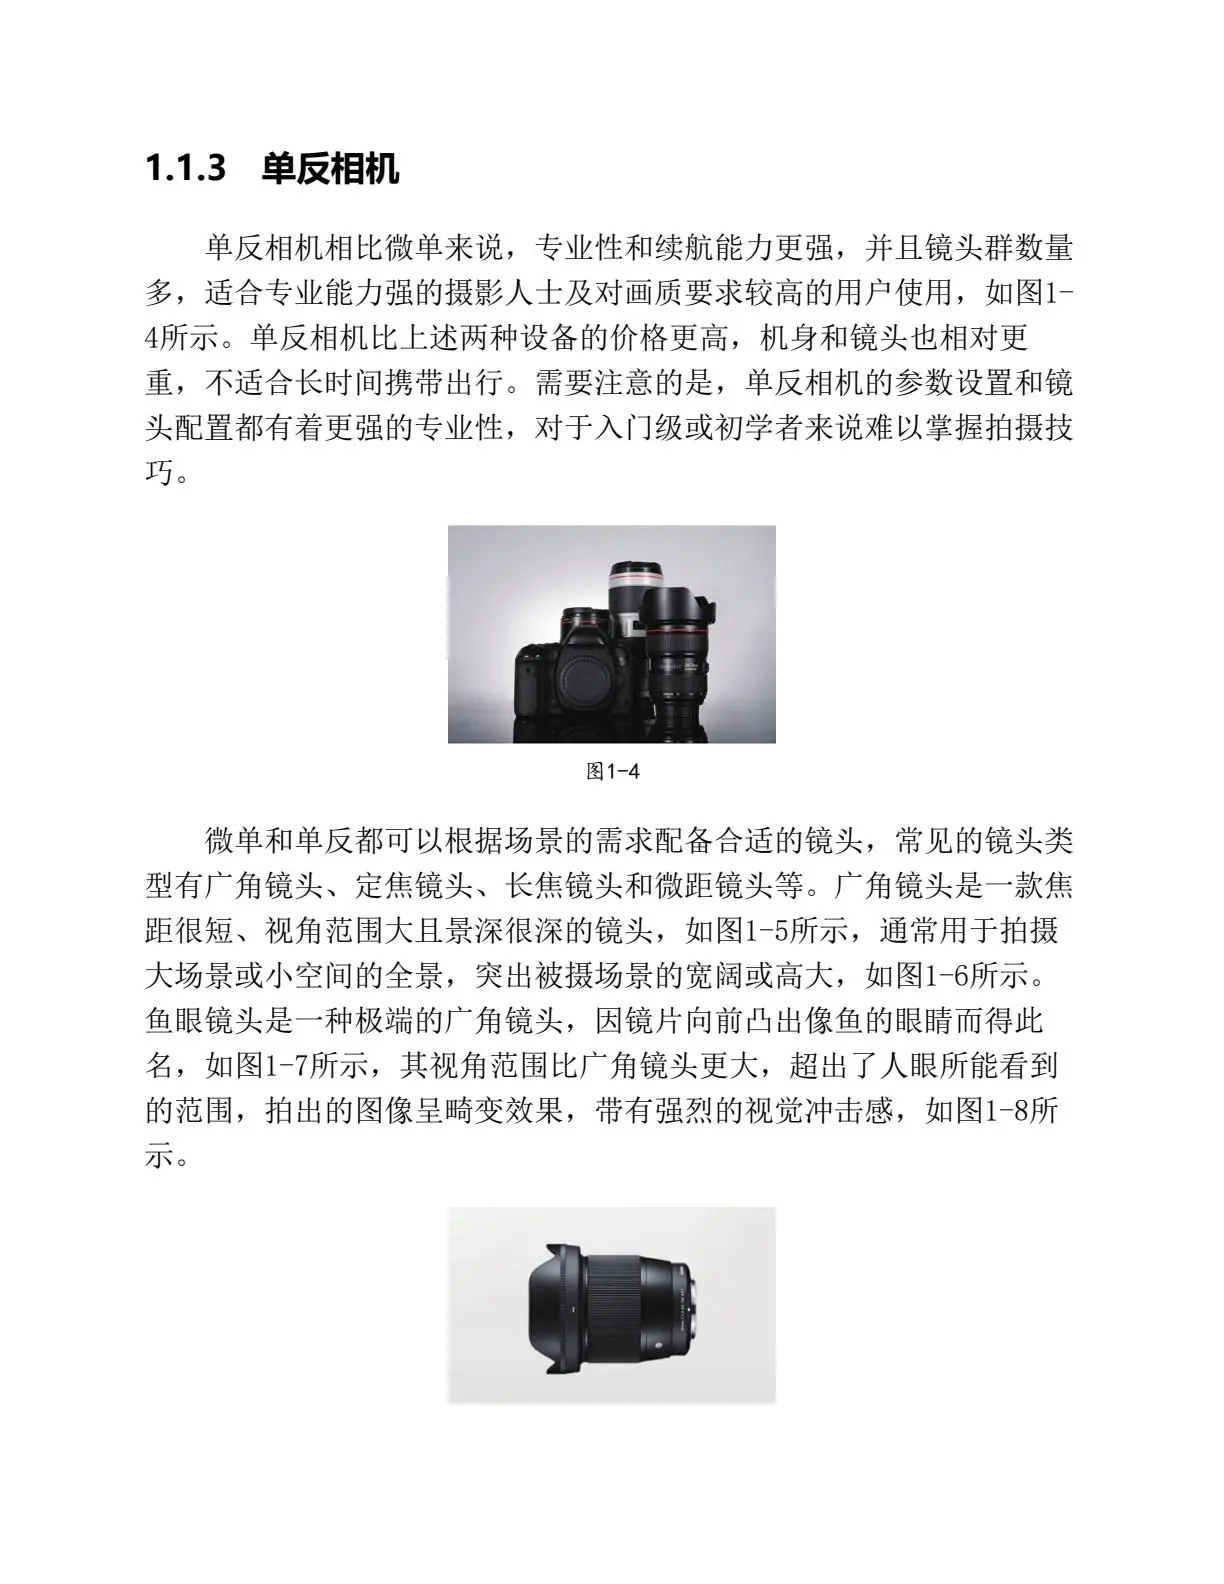 1.1.3 单反相机
单反相机相比微单来说，专业性和续航能力更强，并且镜头群数量
多，适合专业能力强的摄影人士及对画质要求较高的用户使用，如图1-
4所示。单反相机比上述两种设备的价格更高，机身和镜头也相对更
重，不适合长时间携带出行。需要注意的是，单反相机的参数设置和镜
头配置都有着更强的专业性，对于入门级或初学者来说难以掌握拍摄技
巧。
图1-4
微单和单反都可以根据场景的需求配备合适的镜头，常见的镜头类
型有广角镜头、定焦镜头、长焦镜头和微距镜头等。广角镜头是一款焦
距很短、视角范围大且景深很深的镜头，如图1-5所示，通常用于拍摄
大场景或小空间的全景，突出被摄场景的宽阔或高大，如图1-6所示。
鱼眼镜头是一种极端的广角镜头，因镜片向前凸出像鱼的眼睛而得此
名，如图1-7所示，其视角范围比广角镜头更大，超出了人眼所能看到
的范围，拍出的图像呈畸变效果，带有强烈的视觉冲击感，如图1-8所
示。